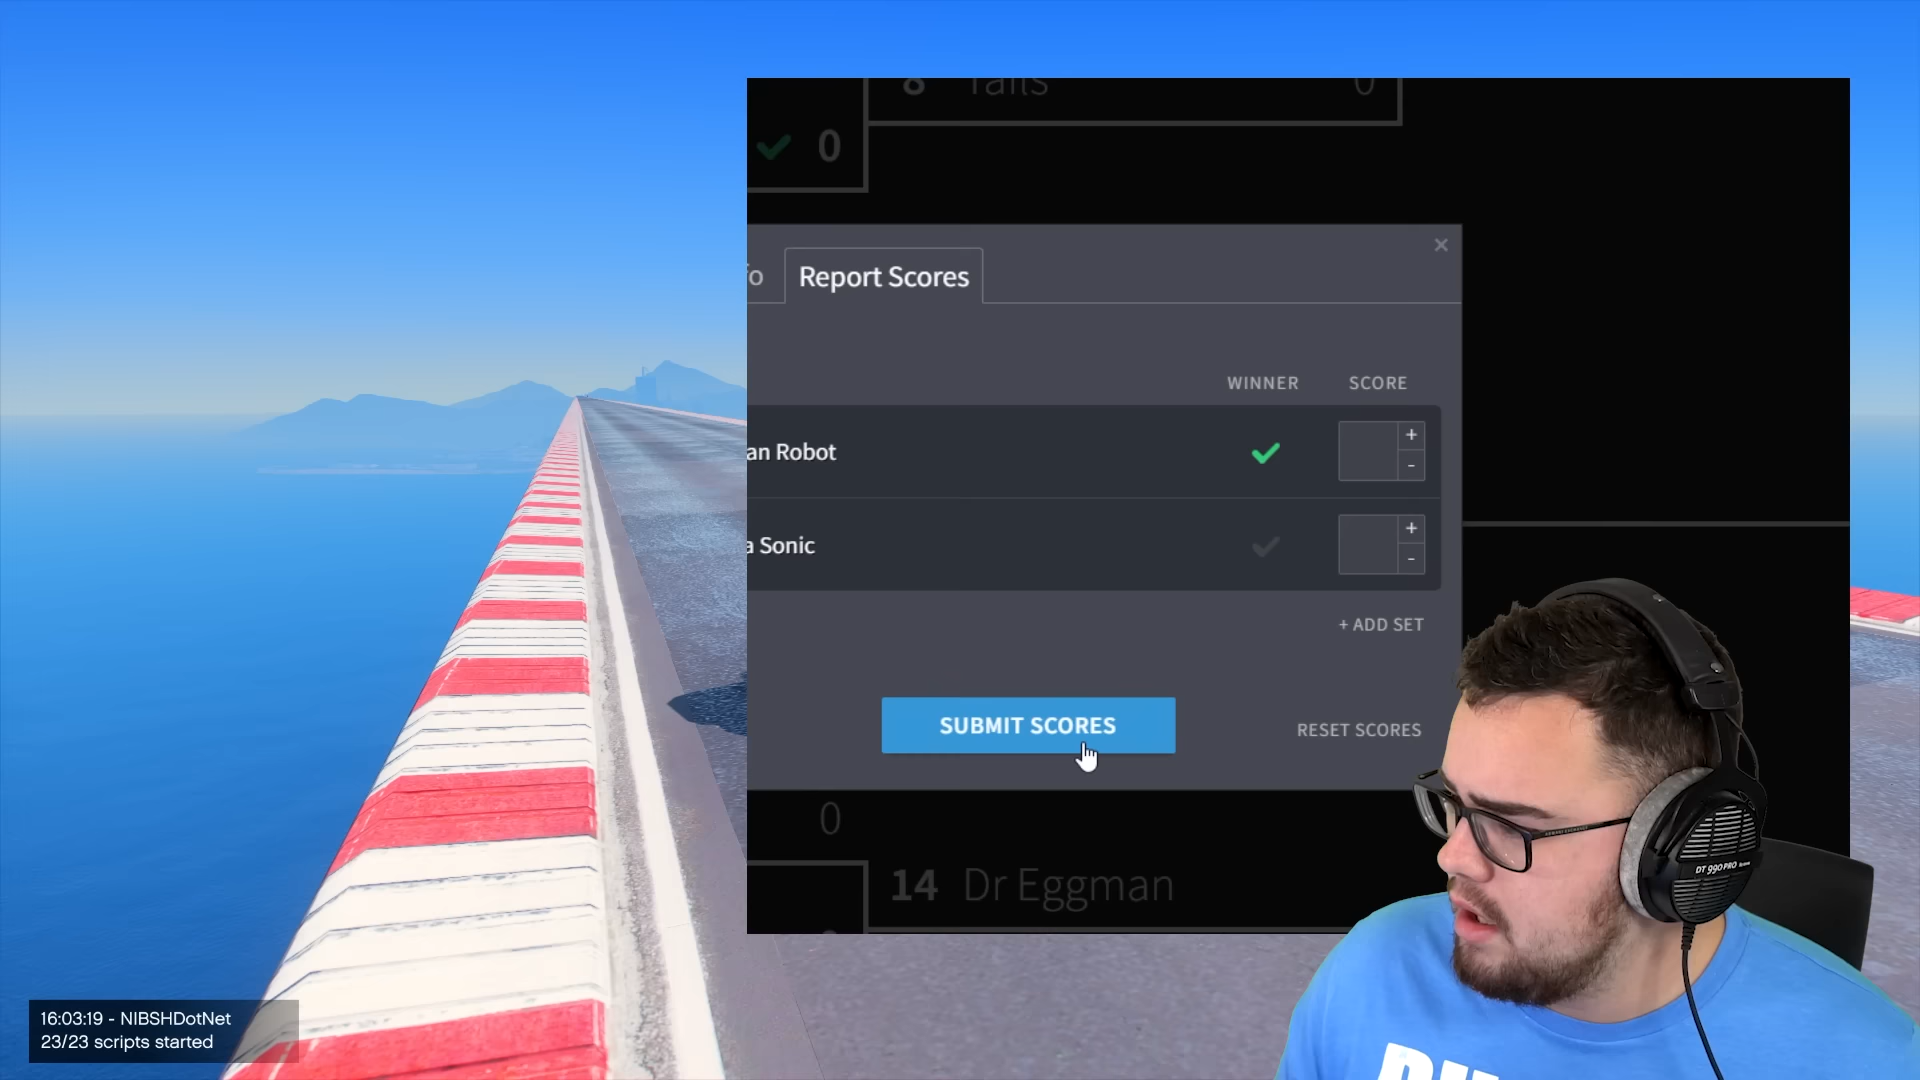 8 Tails 0
0
Report Scores
×
WINNER SCORE
an Robot
+
-
a Sonic
+
-
+ ADD SET
SUBMIT SCORES
RESET SCORES
0
14 Dr Eggman
DT 990 PRO
16:03:19 - NIBSHDotNet
23/23 scripts started